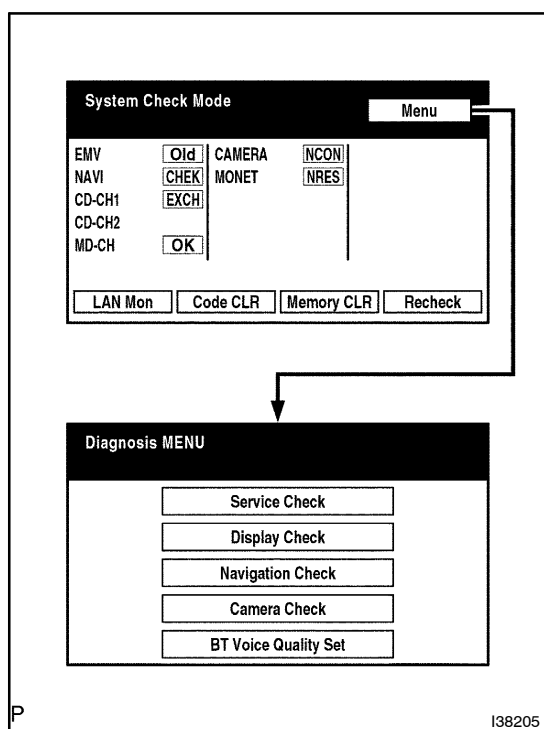 System Check Mode
Menu
EMV Old CAMERA NCON
NAVI CHEK MONET NRES
CD-CH1 EXCH
CD-CH2
MD-CH OK
LAN Mon Code CLR Memory CLR Recheck
Diagnosis MENU
Service Check
Display Check
Navigation Check
Camera Check
BT Voice Quality Set
P
I38205